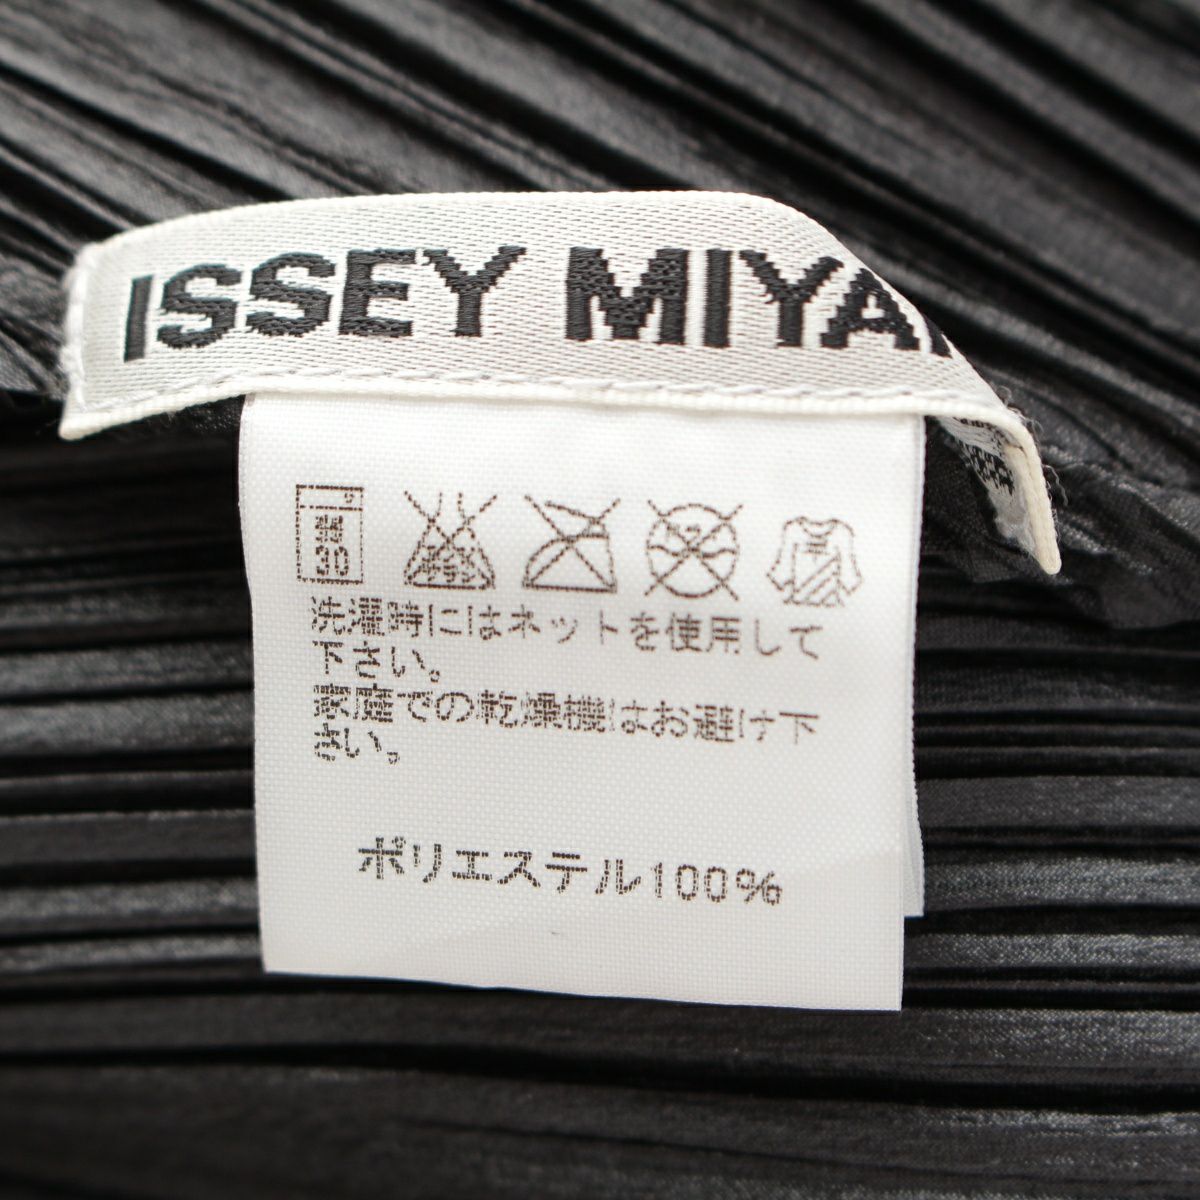 ISSEY MIYA
弱
30
洗濯時にはネットを使用して
下さい。
家庭での乾燥機はお避け下
さい。
ポリエステル100%